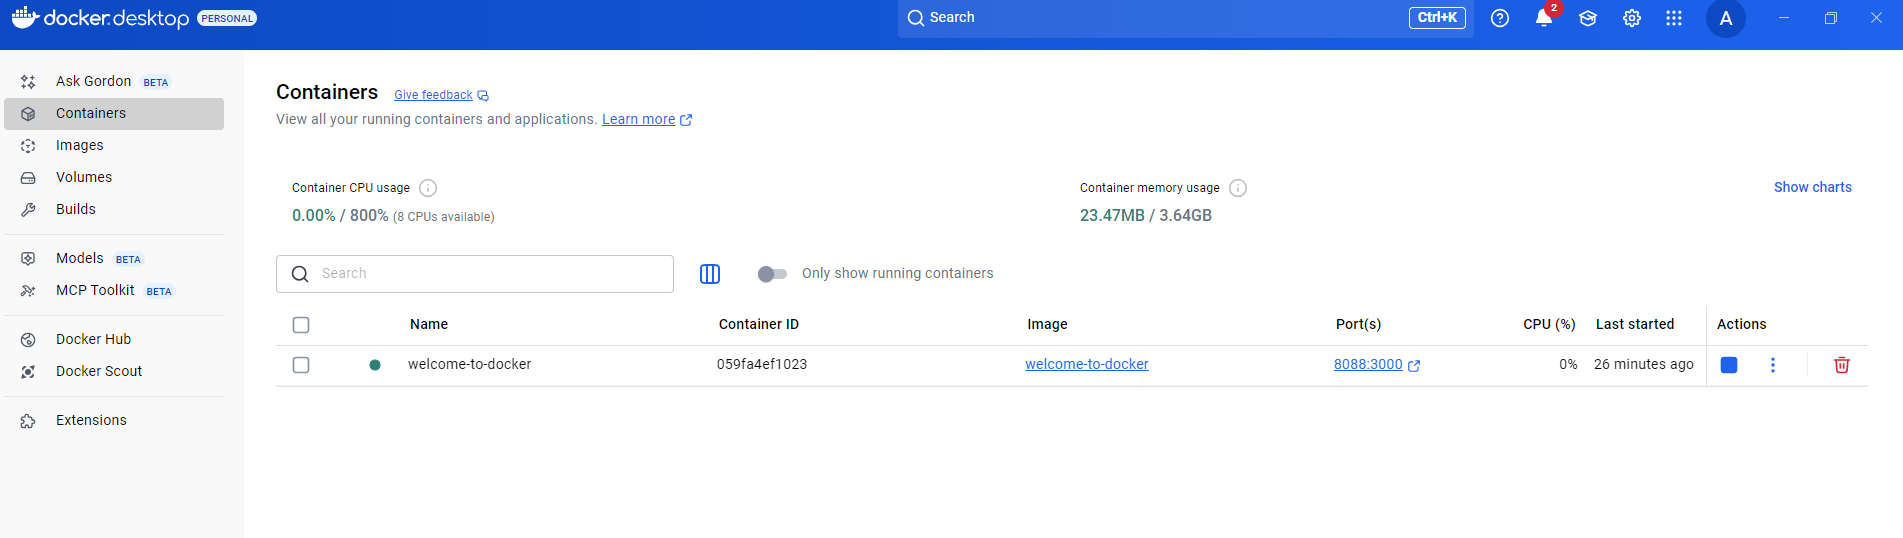 docker.desktop PERSONAL
Search
Ctrl+K
2
A
Ask Gordon BETA
Containers
Images
Volumes
Builds
Models BETA
MCP Toolkit BETA
Docker Hub
Docker Scout
Extensions
Containers Give feedback
View all your running containers and applications. Learn more
Container CPU usage
0.00% / 800% (8 CPUs available)
Container memory usage
23.47MB / 3.64GB
Show charts
Search
Only show running containers
Name Container ID Image Port(s) CPU (%) Last started Actions
welcome-to-docker 059fa4ef1023 welcome-to-docker 8088:3000 0% 26 minutes ago